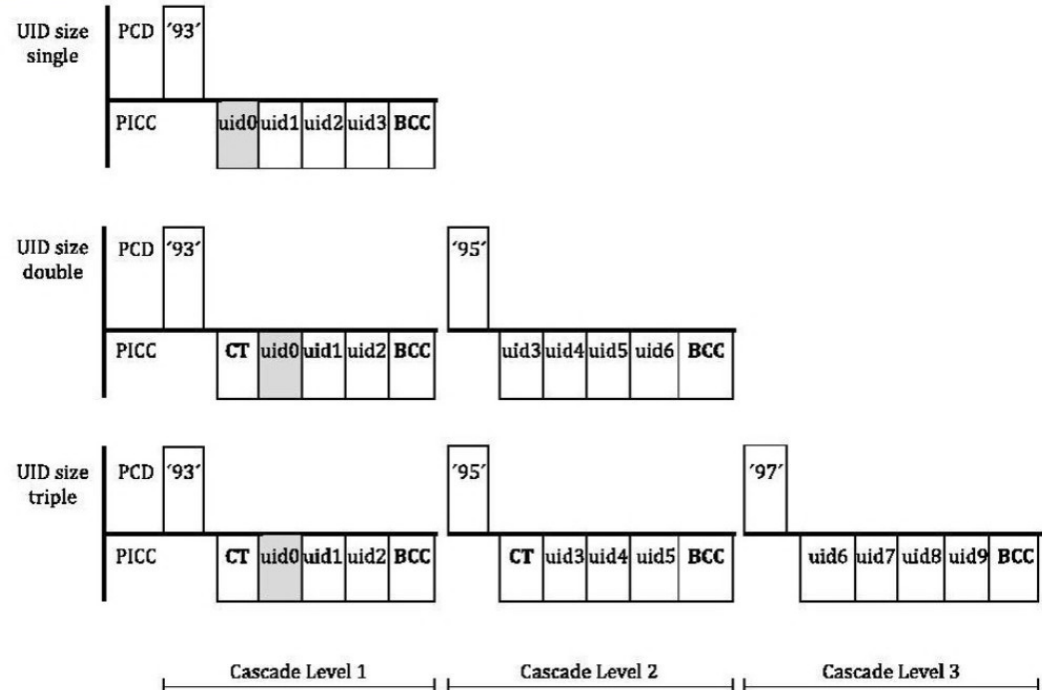 UID size single PCD ´93´
PICC uid0 uid1 uid2 uid3 BCC
UID size double PCD ´93´ ´95´
PICC CT uid0 uid1 uid2 BCC uid3 uid4 uid5 uid6 BCC
UID size triple PCD ´93´ ´95´ ´97´
PICC CT uid0 uid1 uid2 BCC CT uid3 uid4 uid5 BCC uid6 uid7 uid8 uid9 BCC
Cascade Level 1 Cascade Level 2 Cascade Level 3